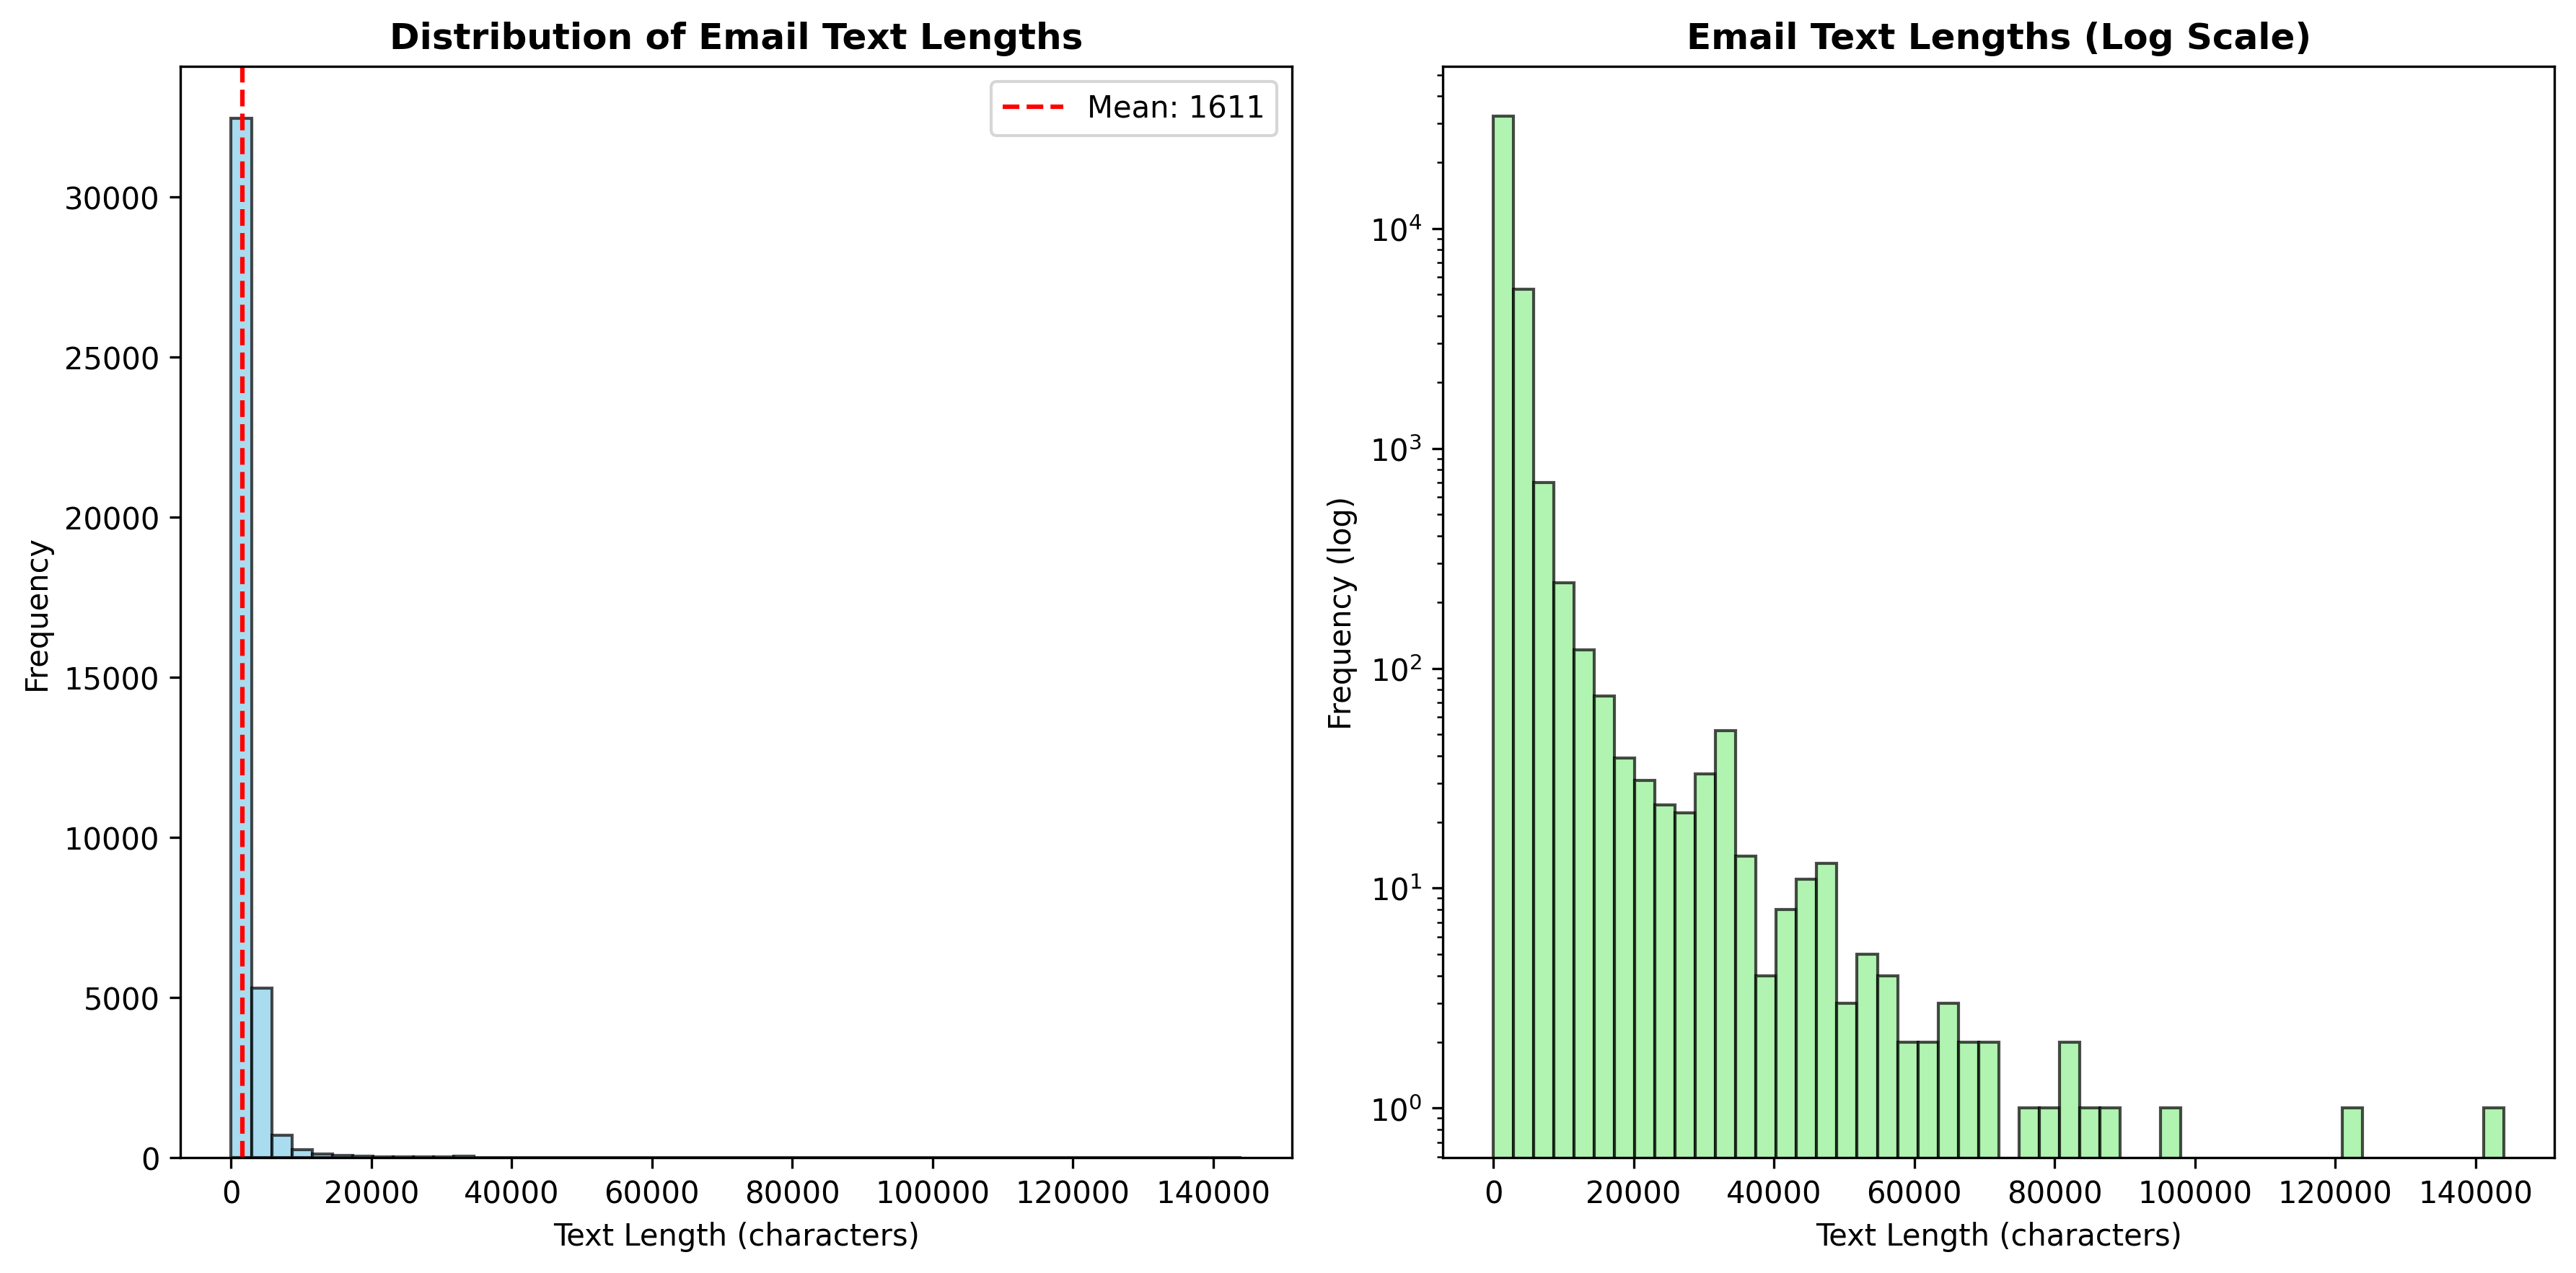 Distribution of Email Text Lengths
Mean: 1611
30000
25000
20000
15000
10000
5000
0
Frequency
0 20000 40000 60000 80000 100000 120000 140000
Text Length (characters)
Email Text Lengths (Log Scale)
10⁴
10³
10²
10¹
10⁰
Frequency (log)
0 20000 40000 60000 80000 100000 120000 140000
Text Length (characters)